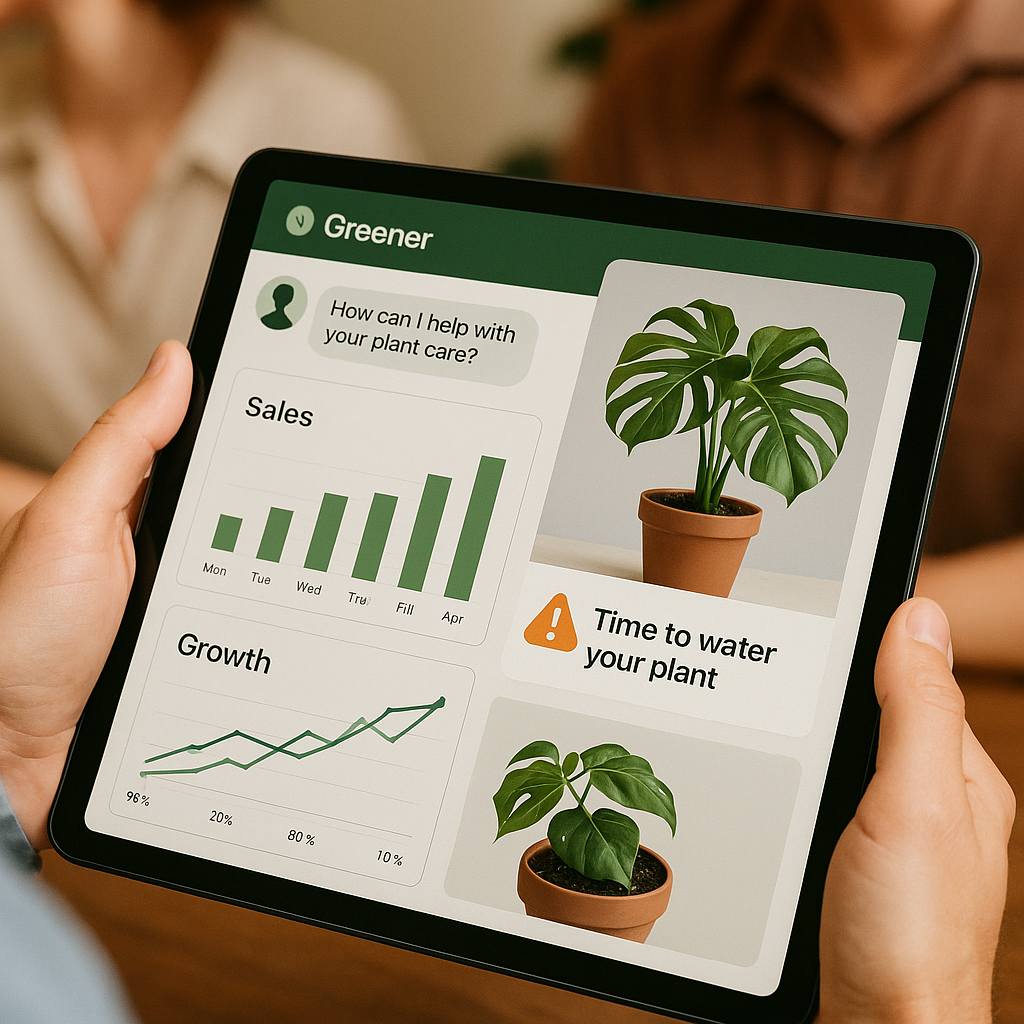 Greener
How can I help with
your plant care?
Sales
Mon
Tue
Wed
Fill
Apr
Growth
96%
20%
80%
10%
Time to water
your plant